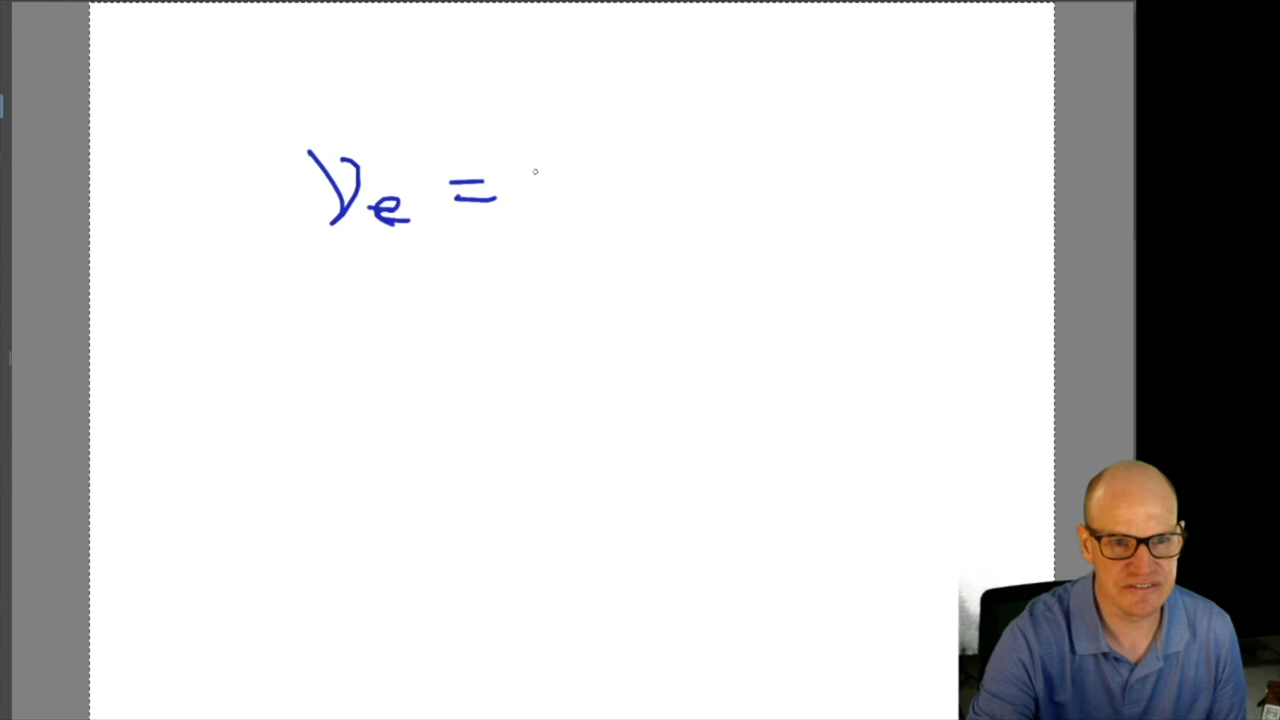 νe =